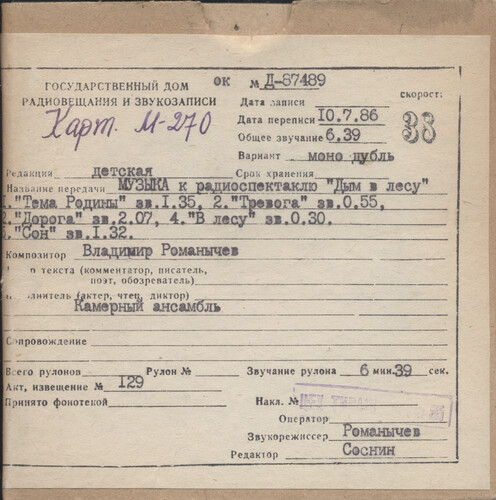 ГОСУДАРСТВЕННЫЙ ДОМ
РАДИОВЕЩАНИЯ И ЗВУКОЗАПИСИ
ОК № Д-87489
скорость
38
Дата записи
Дата переписи 10.7.86
Общее звучание 6.39
Вариант моно дубль
Карт. М-270
Редакция детская Срок хранения
Название передачи МУЗЫКА к радиоспектаклю "Дым в лесу"
1."Тема Родины" зв.1.35, 2."Тревога" зв.0.55,
"Дорога" зв.2.07, 4."В лесу" зв.0.30.
"Сон" зв.1.32.
Композитор Владимир Романычев
текста (комментатор, писатель,
поэт, обозреватель)
(актер, чтец, диктор)
Камерный ансамбль
Сопровождение
Всего рулонов Рулон № Звучание рулона 6 мин. 39 сек.
Акт, извещение № 129
Принято фонотекой Накл. №
Оператор
Звукорежиссер Романычев
Редактор Соснин